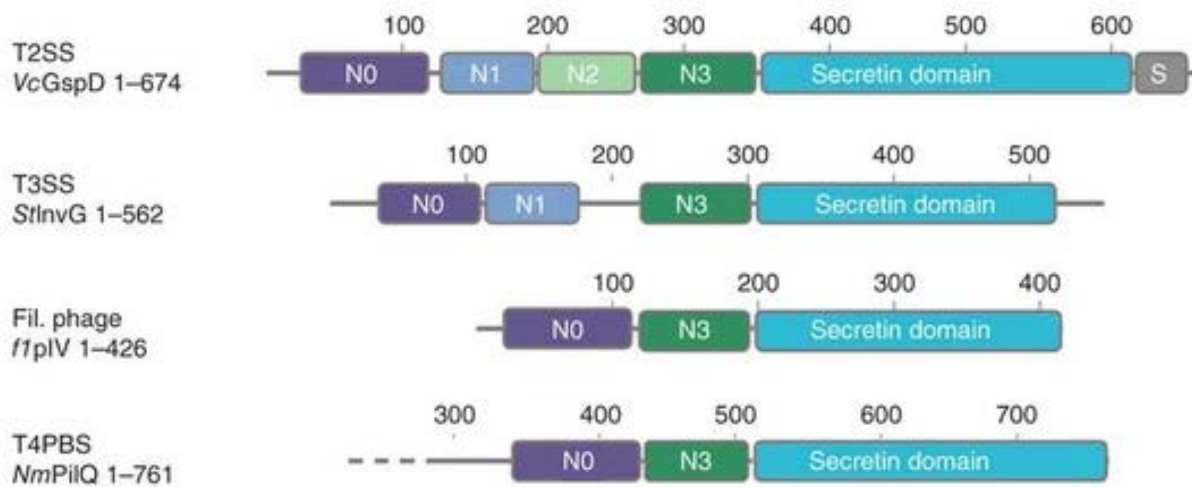 100 200 300 400 500 600
T2SS
VcGspD 1–674
N0 N1 N2 N3 Secretin domain S
100 200 300 400 500
T3SS
StInvG 1–562
N0 N1 N3 Secretin domain
100 200 300 400
Fil. phage
f1pIV 1–426
N0 N3 Secretin domain
300 400 500 600 700
T4PBS
NmPilQ 1–761
N0 N3 Secretin domain